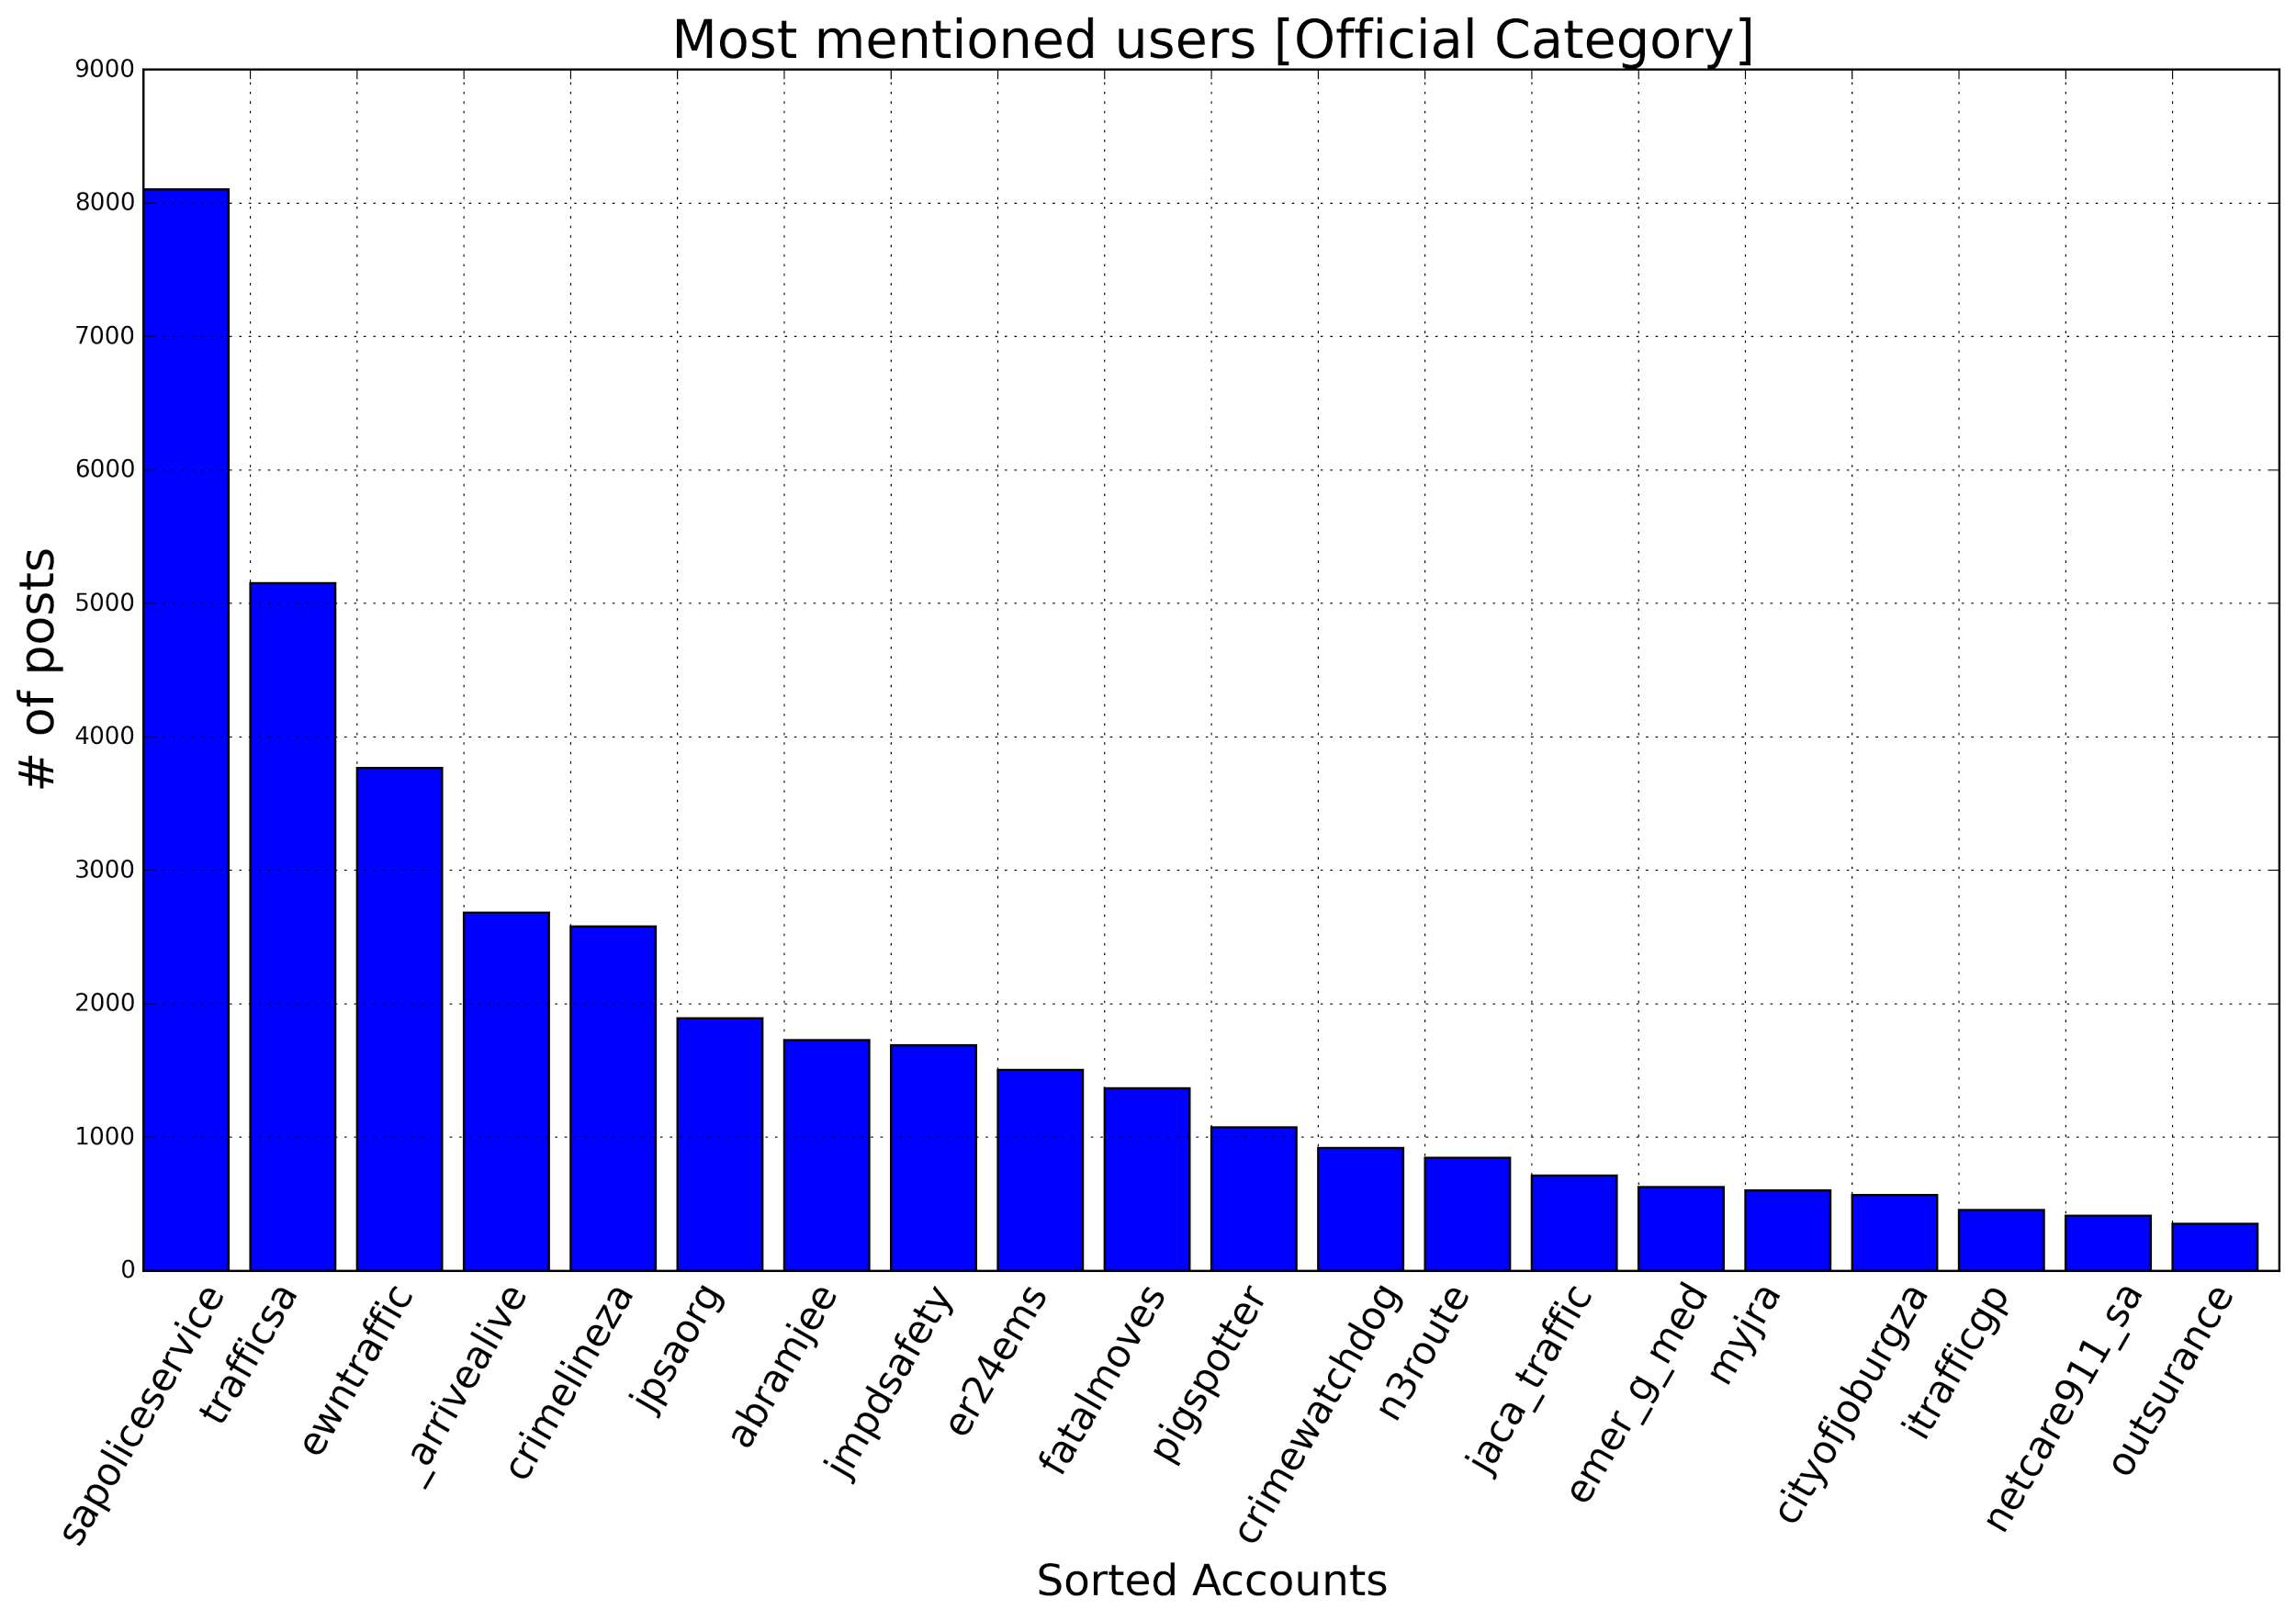 Most mentioned users [Official Category]
# of posts
9000
8000
7000
6000
5000
4000
3000
2000
1000
0
sapoliceservice
trafficsa
ewntraffic
_arrivealive
crimelineza
jpsaorg
abramjee
jmpdsafety
er24ems
fatalmoves
pigspotter
crimewatchdog
n3route
jaca_traffic
emer_g_med
myjra
cityofjoburgza
itrafficgp
netcare911_sa
outsurance
Sorted Accounts